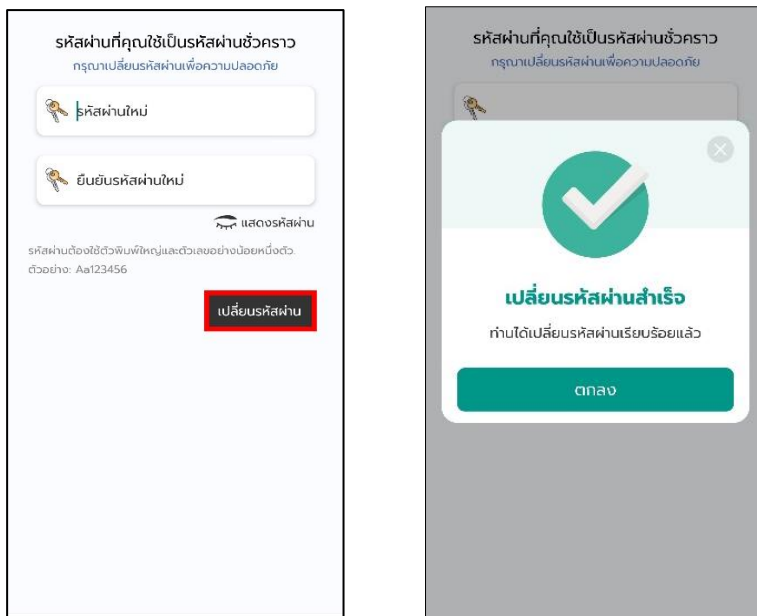 รหัสผ่านที่คุณใช้เป็นรหัสผ่านชั่วคราว
กรุณาเปลี่ยนรหัสผ่านเพื่อความปลอดภัย
รหัสผ่านใหม่
ยืนยันรหัสผ่านใหม่
แสดงรหัสผ่าน
รหัสผ่านต้องใช้ตัวพิมพ์ใหญ่และตัวเลขอย่างน้อยหนึ่งตัว.
ตัวอย่าง: Aa123456
เปลี่ยนรหัสผ่าน
รหัสผ่านที่คุณใช้เป็นรหัสผ่านชั่วคราว
กรุณาเปลี่ยนรหัสผ่านเพื่อความปลอดภัย
เปลี่ยนรหัสผ่านสำเร็จ
ท่านได้เปลี่ยนรหัสผ่านเรียบร้อยแล้ว
ตกลง